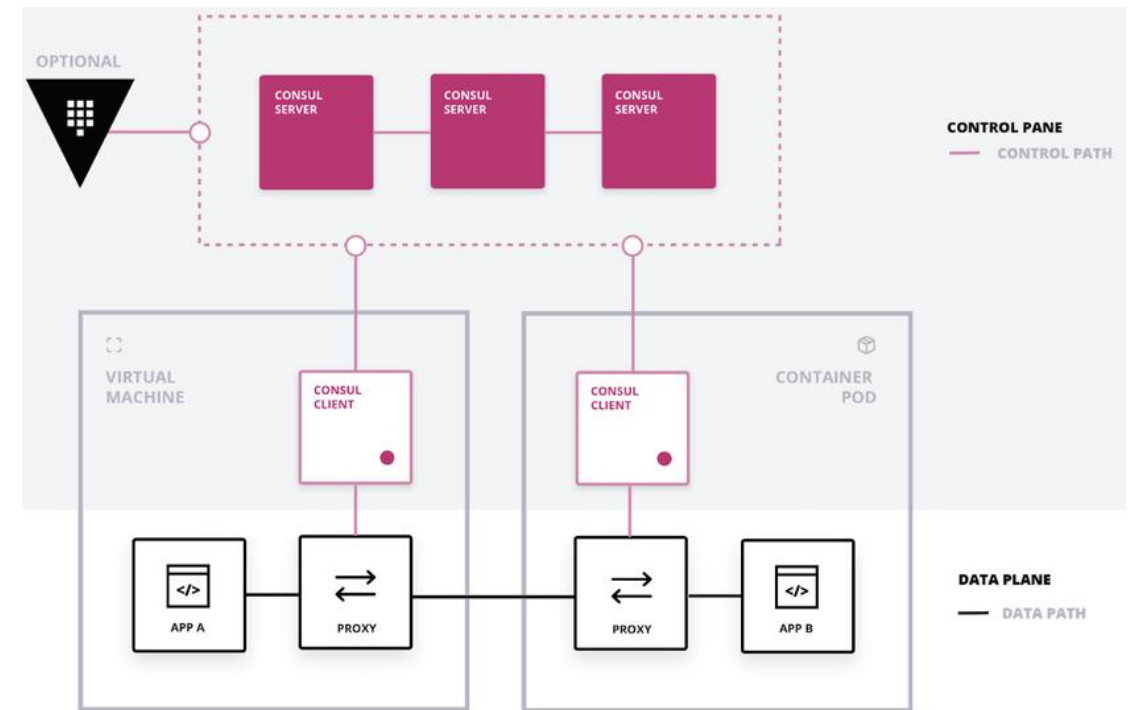 OPTIONAL
CONSUL
SERVER
CONSUL
SERVER
CONSUL
SERVER
CONTROL PANE
CONTROL PATH
VIRTUAL
MACHINE
CONSUL
CLIENT
CONSUL
CLIENT
CONTAINER
POD
</>
APP A
PROXY
PROXY
</>
APP B
DATA PLANE
DATA PATH